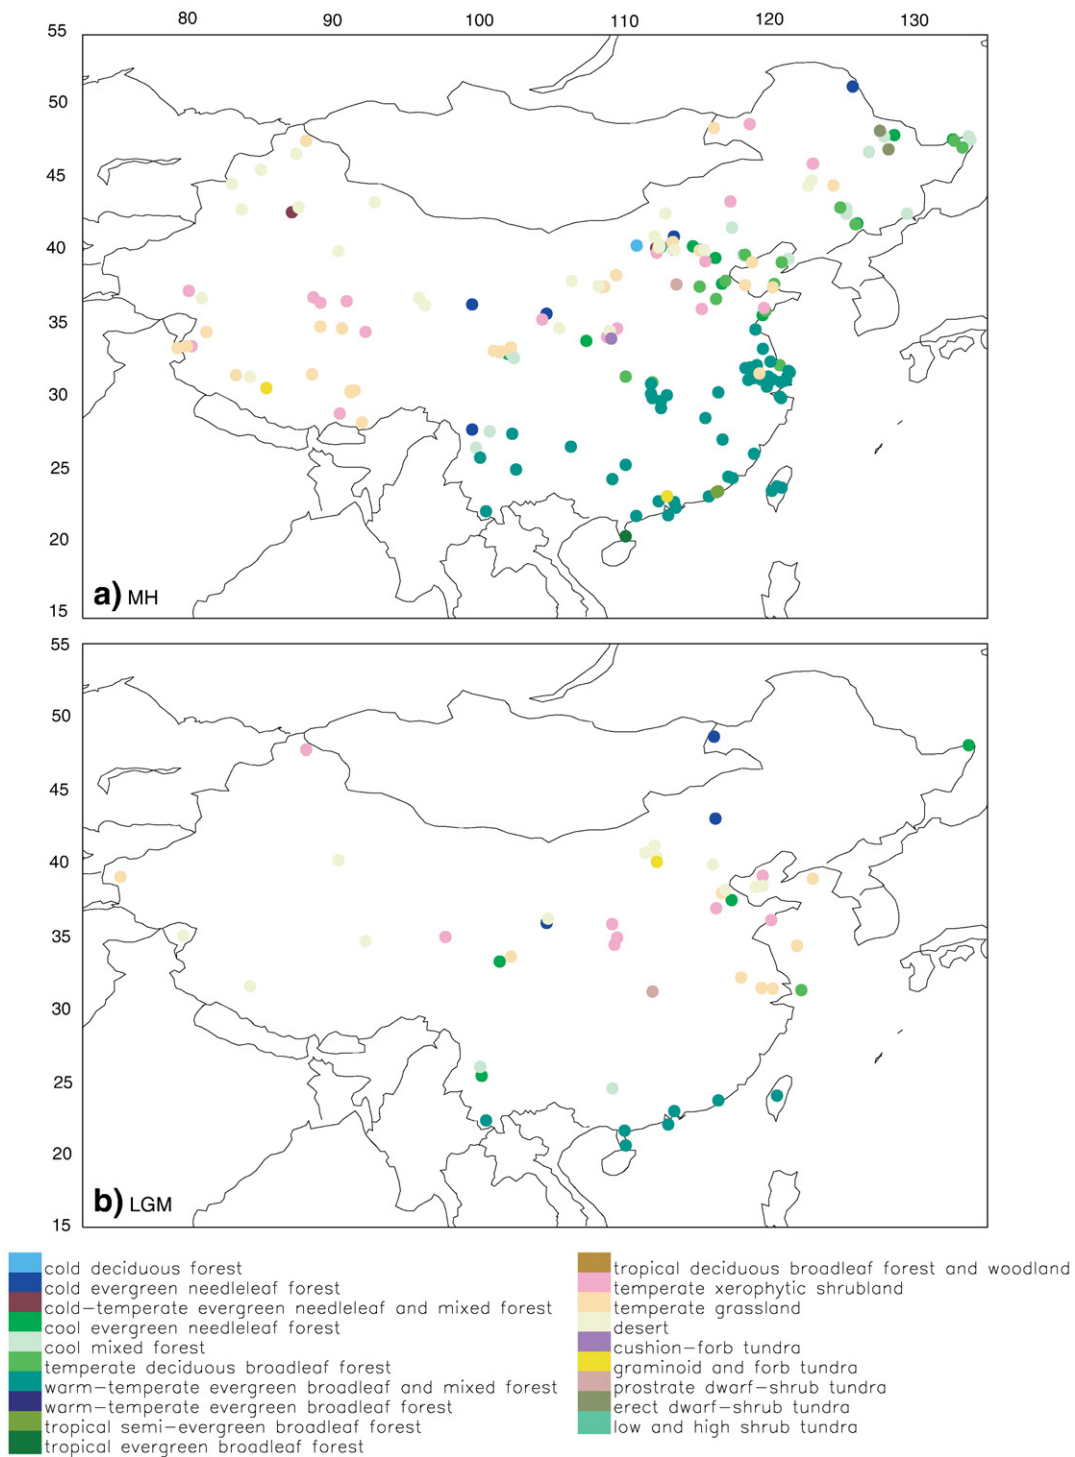 80 90 100 110 120 130
55
50
45
40
35
30
25
20
15
a) MH
55
50
45
40
35
30
25
20
15
b) LGM
cold deciduous forest
cold evergreen needleleaf forest
cold-temperate evergreen needleleaf and mixed forest
cool evergreen needleleaf forest
cool mixed forest
temperate deciduous broadleaf forest
warm-temperate evergreen broadleaf and mixed forest
warm-temperate evergreen broadleaf forest
tropical semi-evergreen broadleaf forest
tropical evergreen broadleaf forest
tropical deciduous broadleaf forest and woodland
temperate xerophytic shrubland
temperate grassland
desert
cushion-forb tundra
graminoid and forb tundra
prostrate dwarf-shrub tundra
erect dwarf-shrub tundra
low and high shrub tundra